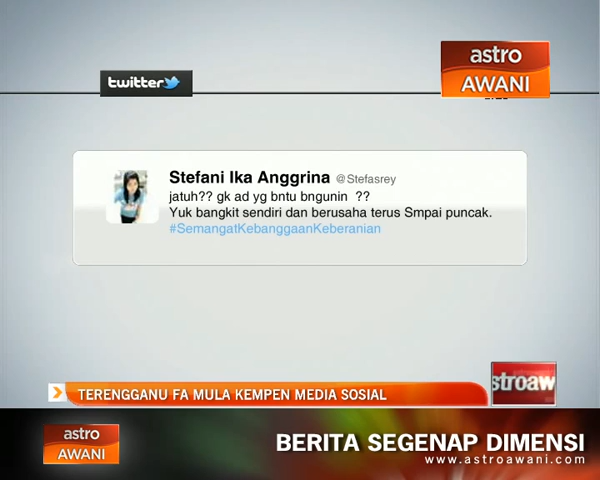 twitter
astro
AWANI
Stefani Ika Anggrina @Stefasrey
jatuh?? gk ad yg bntu bngunin ??
Yuk bangkit sendiri dan berusaha terus Smpai puncak.
#SemangatKebanggaanKeberanian
stroaw
TERENGGANU FA MULA KEMPEN MEDIA SOSIAL
astro
AWANI
BERITA SEGENAP DIMENSI
www.astroawani.com